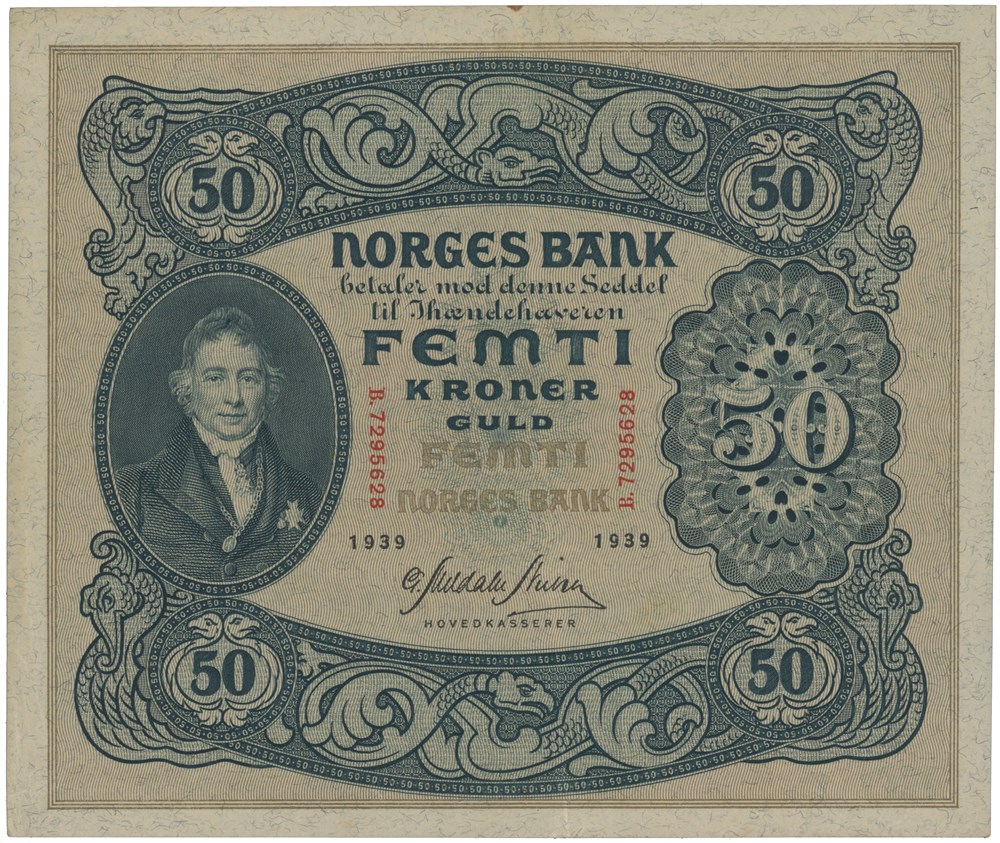 50
50
NORGES BANK
betaler mod denne Seddel
til Ihændehaveren
FEMTI
KRONER
GULD
FEMTI
NORGES BANK
B.7295628
B.7295628
50
1939
1939
HOVEDKASSERER
50
50